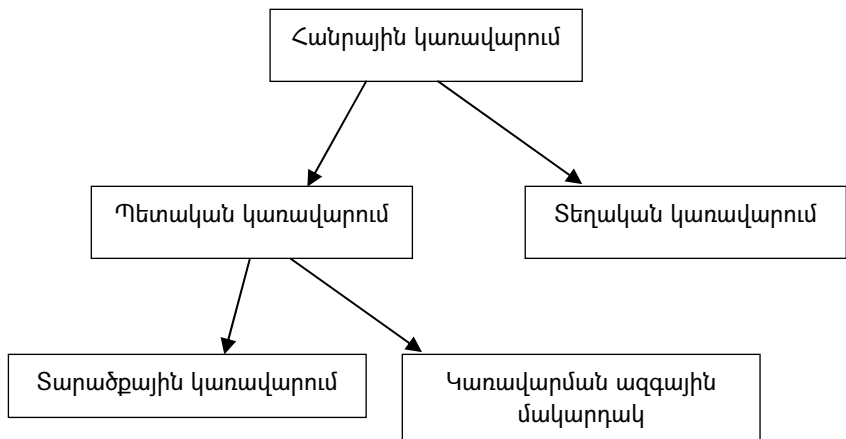 Հանրային կառավարում
Պետական կառավարում
Տեղական կառավարում
Տարածքային կառավարում
Կառավարման ազգային
մակարդակ